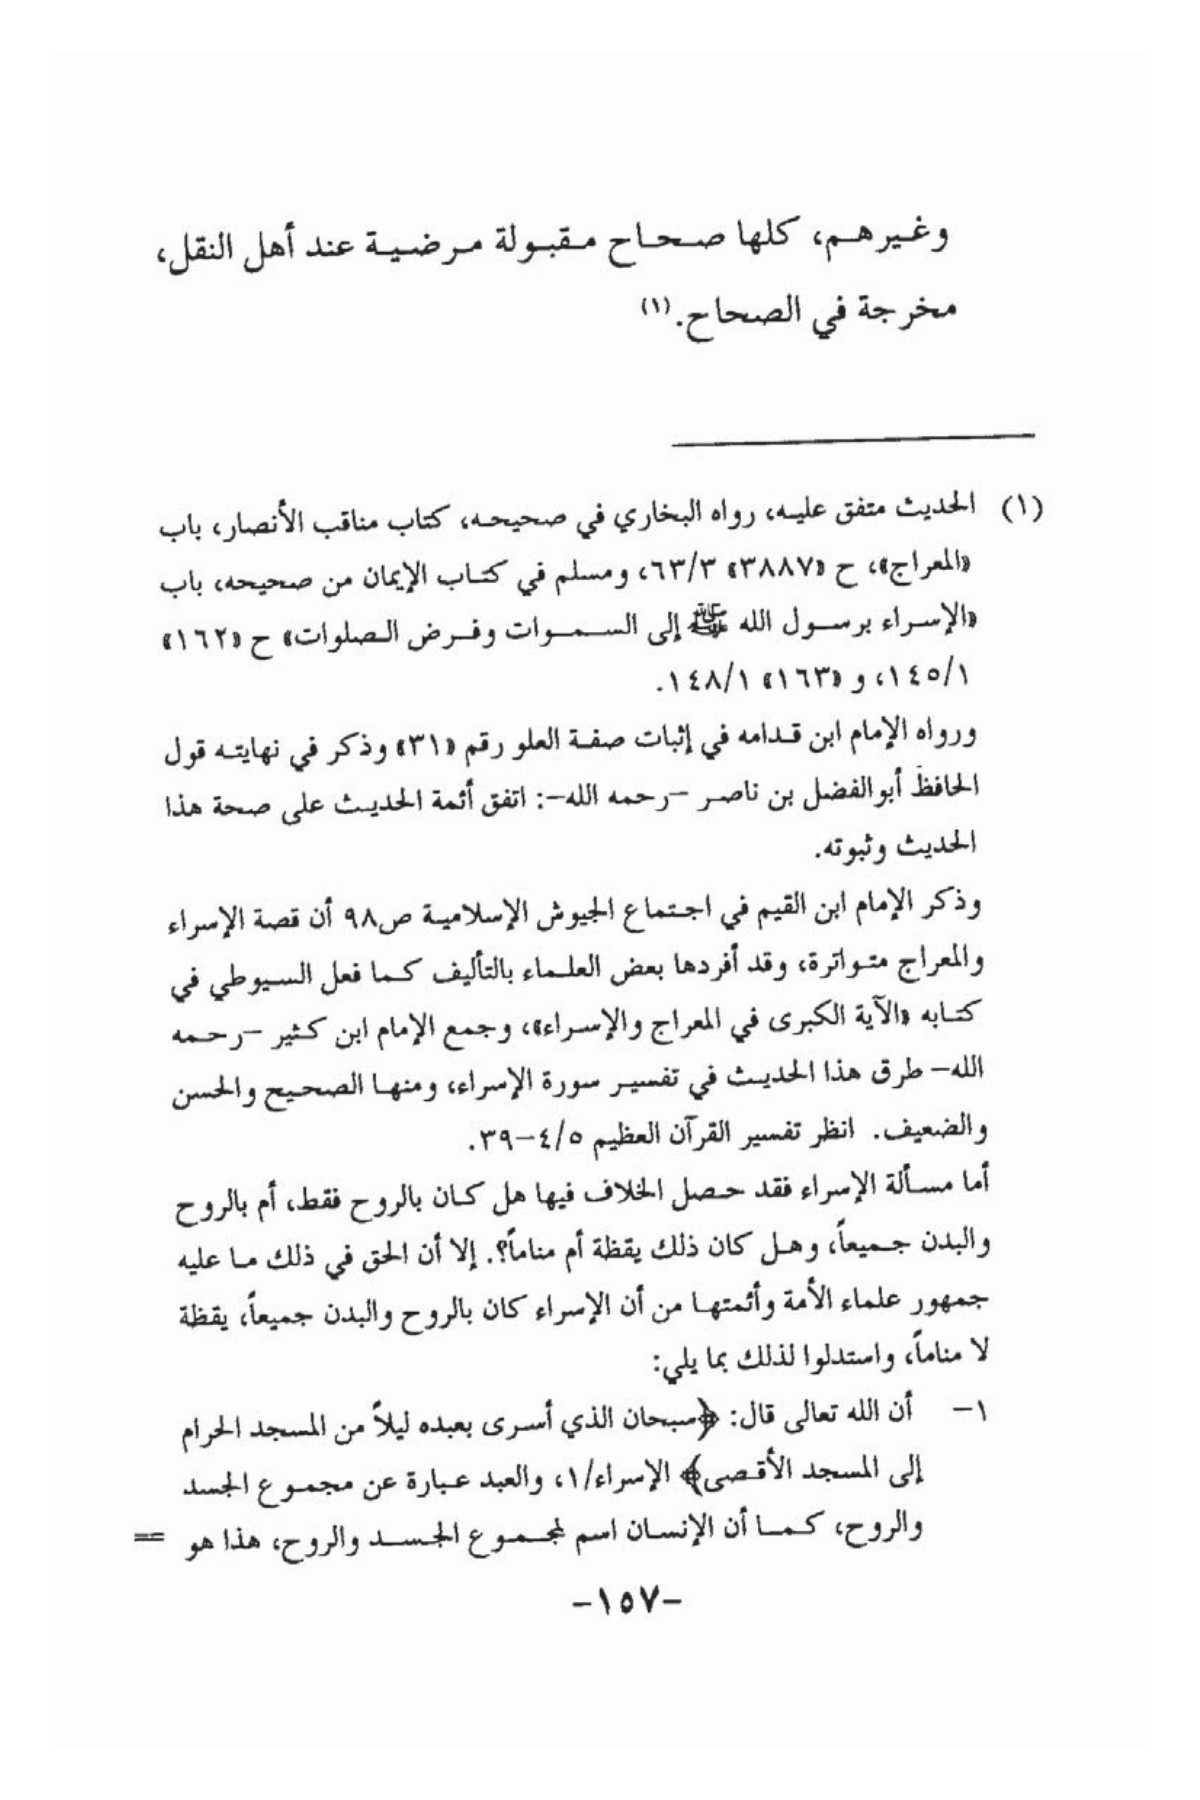 وغيرهم، كلها صحاح مقبولة مرضية عند أهل النقل،
مخرجة في الصحاح.(١)
(١) الحديث متفق عليه، رواه البخاري في صحيحه، كتاب مناقب الأنصار، باب
«المعراج»، ح «٣٨٨٧» ٦٣/٣، ومسلم في كتاب الإيمان من صحيحه، باب
«الإسراء برسول الله ﷺ إلى السموات وفرض الصلوات» ح «١٦٢»
١٤٥/١، و «١٦٣» ١٤٨/١.
ورواه الإمام ابن قدامه في إثبات صفة العلو رقم «٣١» وذكر في نهايته قول
الحافظ أبو الفضل بن ناصر -رحمه الله-: اتفق أئمة الحديث على صحة هذا
الحديث وثبوته.
وذكر الإمام ابن القيم في اجتماع الجيوش الإسلامية ص٩٨ أن قصة الإسراء
والمعراج متواترة، وقد أفردها بعض العلماء بالتأليف كما فعل السيوطي في
كتابه «الآية الكبرى في المعراج والإسراء»، وجمع الإمام ابن كثير -رحمه
الله- طرق هذا الحديث في تفسير سورة الإسراء، ومنها الصحيح والحسن
والضعيف. انظر تفسير القرآن العظيم ٤/٥-٣٩.
أما مسألة الإسراء فقد حصل الخلاف فيها هل كان بالروح فقط، أم بالروح
والبدن جميعاً، وهل كان ذلك يقظة أم مناماً؟. إلا أن الحق في ذلك ما عليه
جمهور علماء الأمة وأئمتها من أن الإسراء كان بالروح والبدن جميعاً، يقظة
لا مناماً، واستدلوا لذلك بما يلي:
١- أن الله تعالى قال: ﴿سبحان الذي أسرى بعبده ليلاً من المسجد الحرام
إلى المسجد الأقصى﴾ الإسراء/١، والعبد عبارة عن مجموع الجسد
والروح، كما أن الإنسان اسم لمجموع الجسد والروح، هذا هو =
-١٥٧-